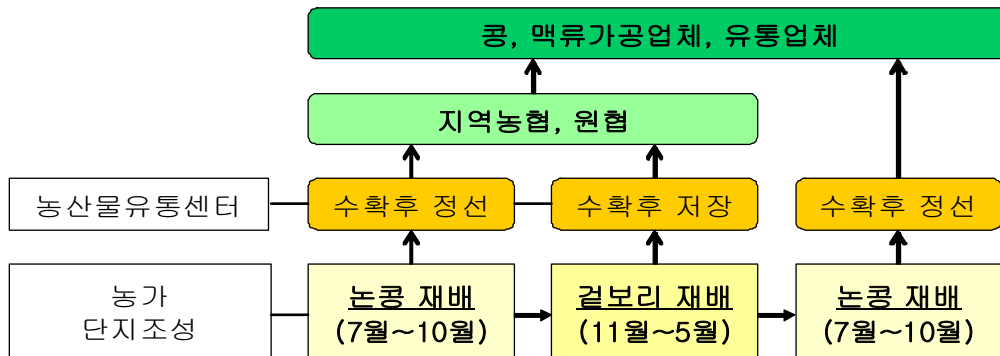 콩, 맥류가공업체, 유통업체
지역농협, 원협
농산물유통센터
수확후 정선
수확후 저장
수확후 정선
농가
단지조성
논콩 재배
(7월~10월)
겉보리 재배
(11월~5월)
논콩 재배
(7월~10월)